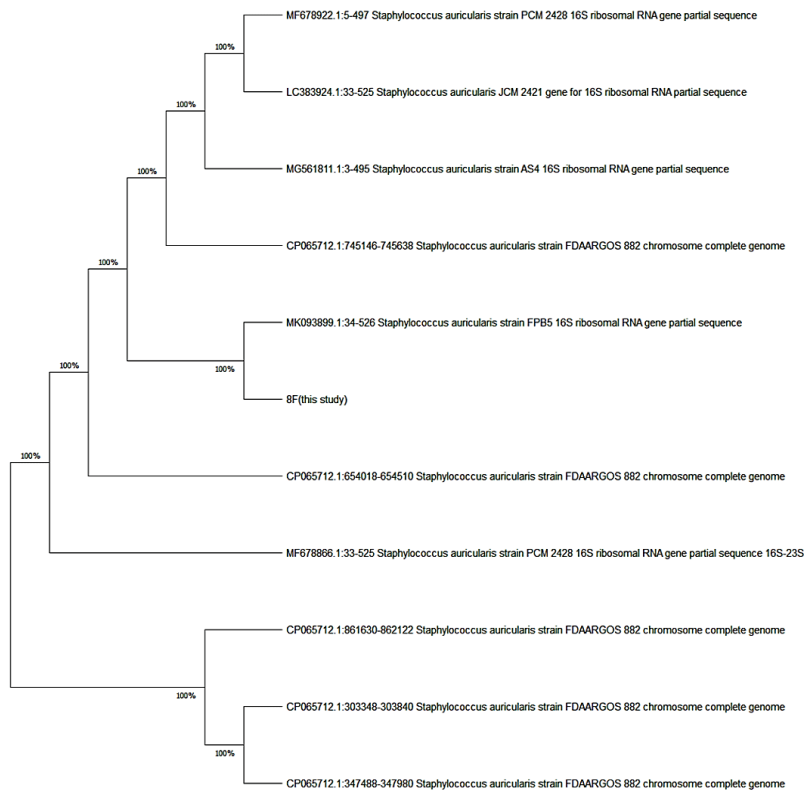 MF678922.1:5-497 Staphylococcus auricularis strain PCM 2428 16S ribosomal RNA gene partial sequence
100%
LC383924.1:33-525 Staphylococcus auricularis JCM 2421 gene for 16S ribosomal RNA partial sequence
100%
MG561811.1:3-495 Staphylococcus auricularis strain AS4 16S ribosomal RNA gene partial sequence
100%
CP065712.1:745146-745638 Staphylococcus auricularis strain FDAARGOS 882 chromosome complete genome
100%
MK093899.1:34-526 Staphylococcus auricularis strain FPB5 16S ribosomal RNA gene partial sequence
100%
100%
8F(this study)
100%
CP065712.1:654018-654510 Staphylococcus auricularis strain FDAARGOS 882 chromosome complete genome
MF678866.1:33-525 Staphylococcus auricularis strain PCM 2428 16S ribosomal RNA gene partial sequence 16S-23S
CP065712.1:861630-862122 Staphylococcus auricularis strain FDAARGOS 882 chromosome complete genome
100%
CP065712.1:303348-303840 Staphylococcus auricularis strain FDAARGOS 882 chromosome complete genome
100%
CP065712.1:347488-347980 Staphylococcus auricularis strain FDAARGOS 882 chromosome complete genome